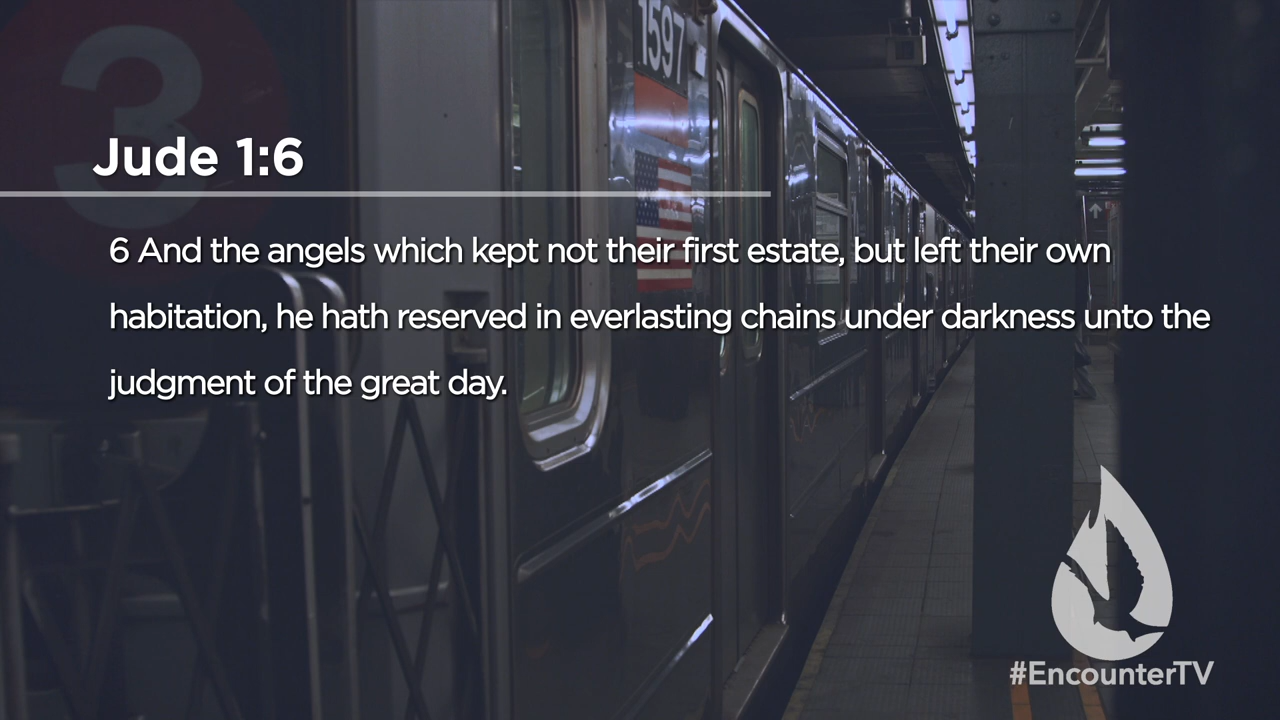 3
1597
Jude 1:6
6 And the angels which kept not their first estate, but left their own
habitation, he hath reserved in everlasting chains under darkness unto the
judgment of the great day.
#EncounterTV